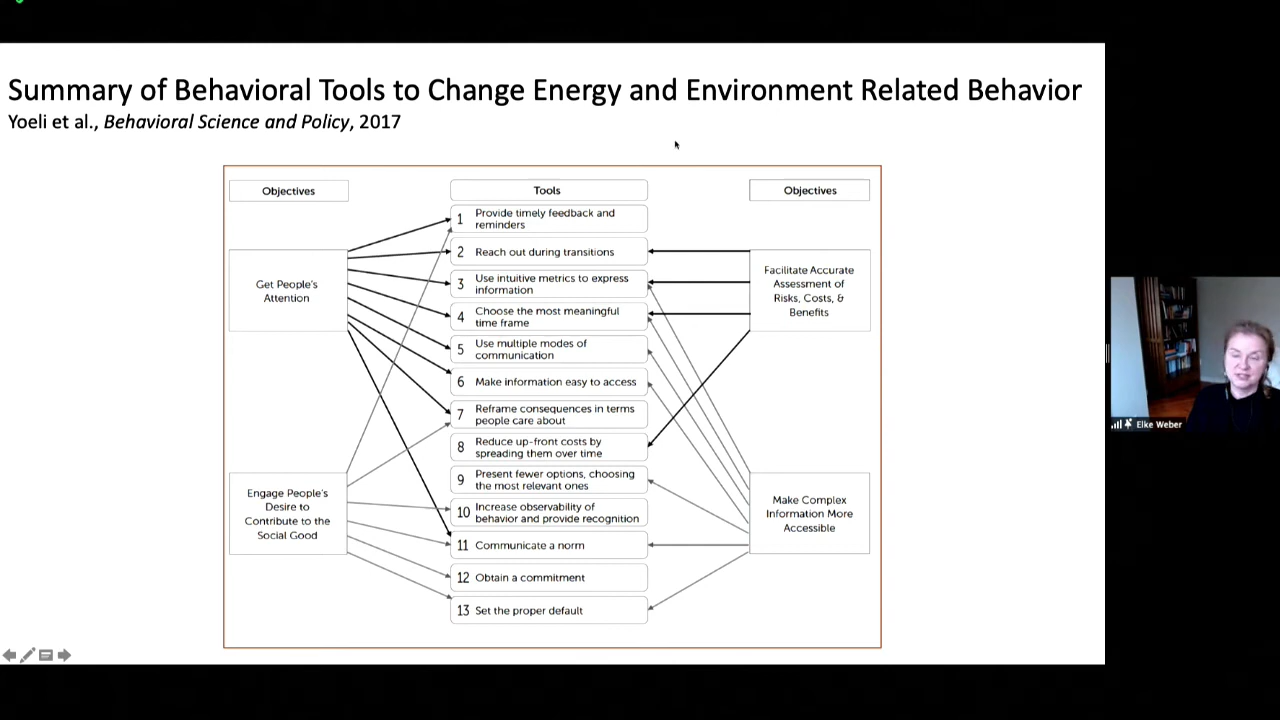 Summary of Behavioral Tools to Change Energy and Environment Related Behavior
Yoeli et al., Behavioral Science and Policy, 2017
Objectives
Tools
Objectives
Get People's
Attention
Engage People's
Desire to
Contribute to the
Social Good
1 Provide timely feedback and
reminders
2 Reach out during transitions
3 Use intuitive metrics to express
information
4 Choose the most meaningful
time frame
5 Use multiple modes of
communication
6 Make information easy to access
7 Reframe consequences in terms
people care about
8 Reduce up-front costs by
spreading them over time
9 Present fewer options, choosing
the most relevant ones
10 Increase observability of
behavior and provide recognition
11 Communicate a norm
12 Obtain a commitment
13 Set the proper default
Facilitate Accurate
Assessment of
Risks, Costs, &
Benefits
Make Complex
Information More
Accessible
Elke Weber